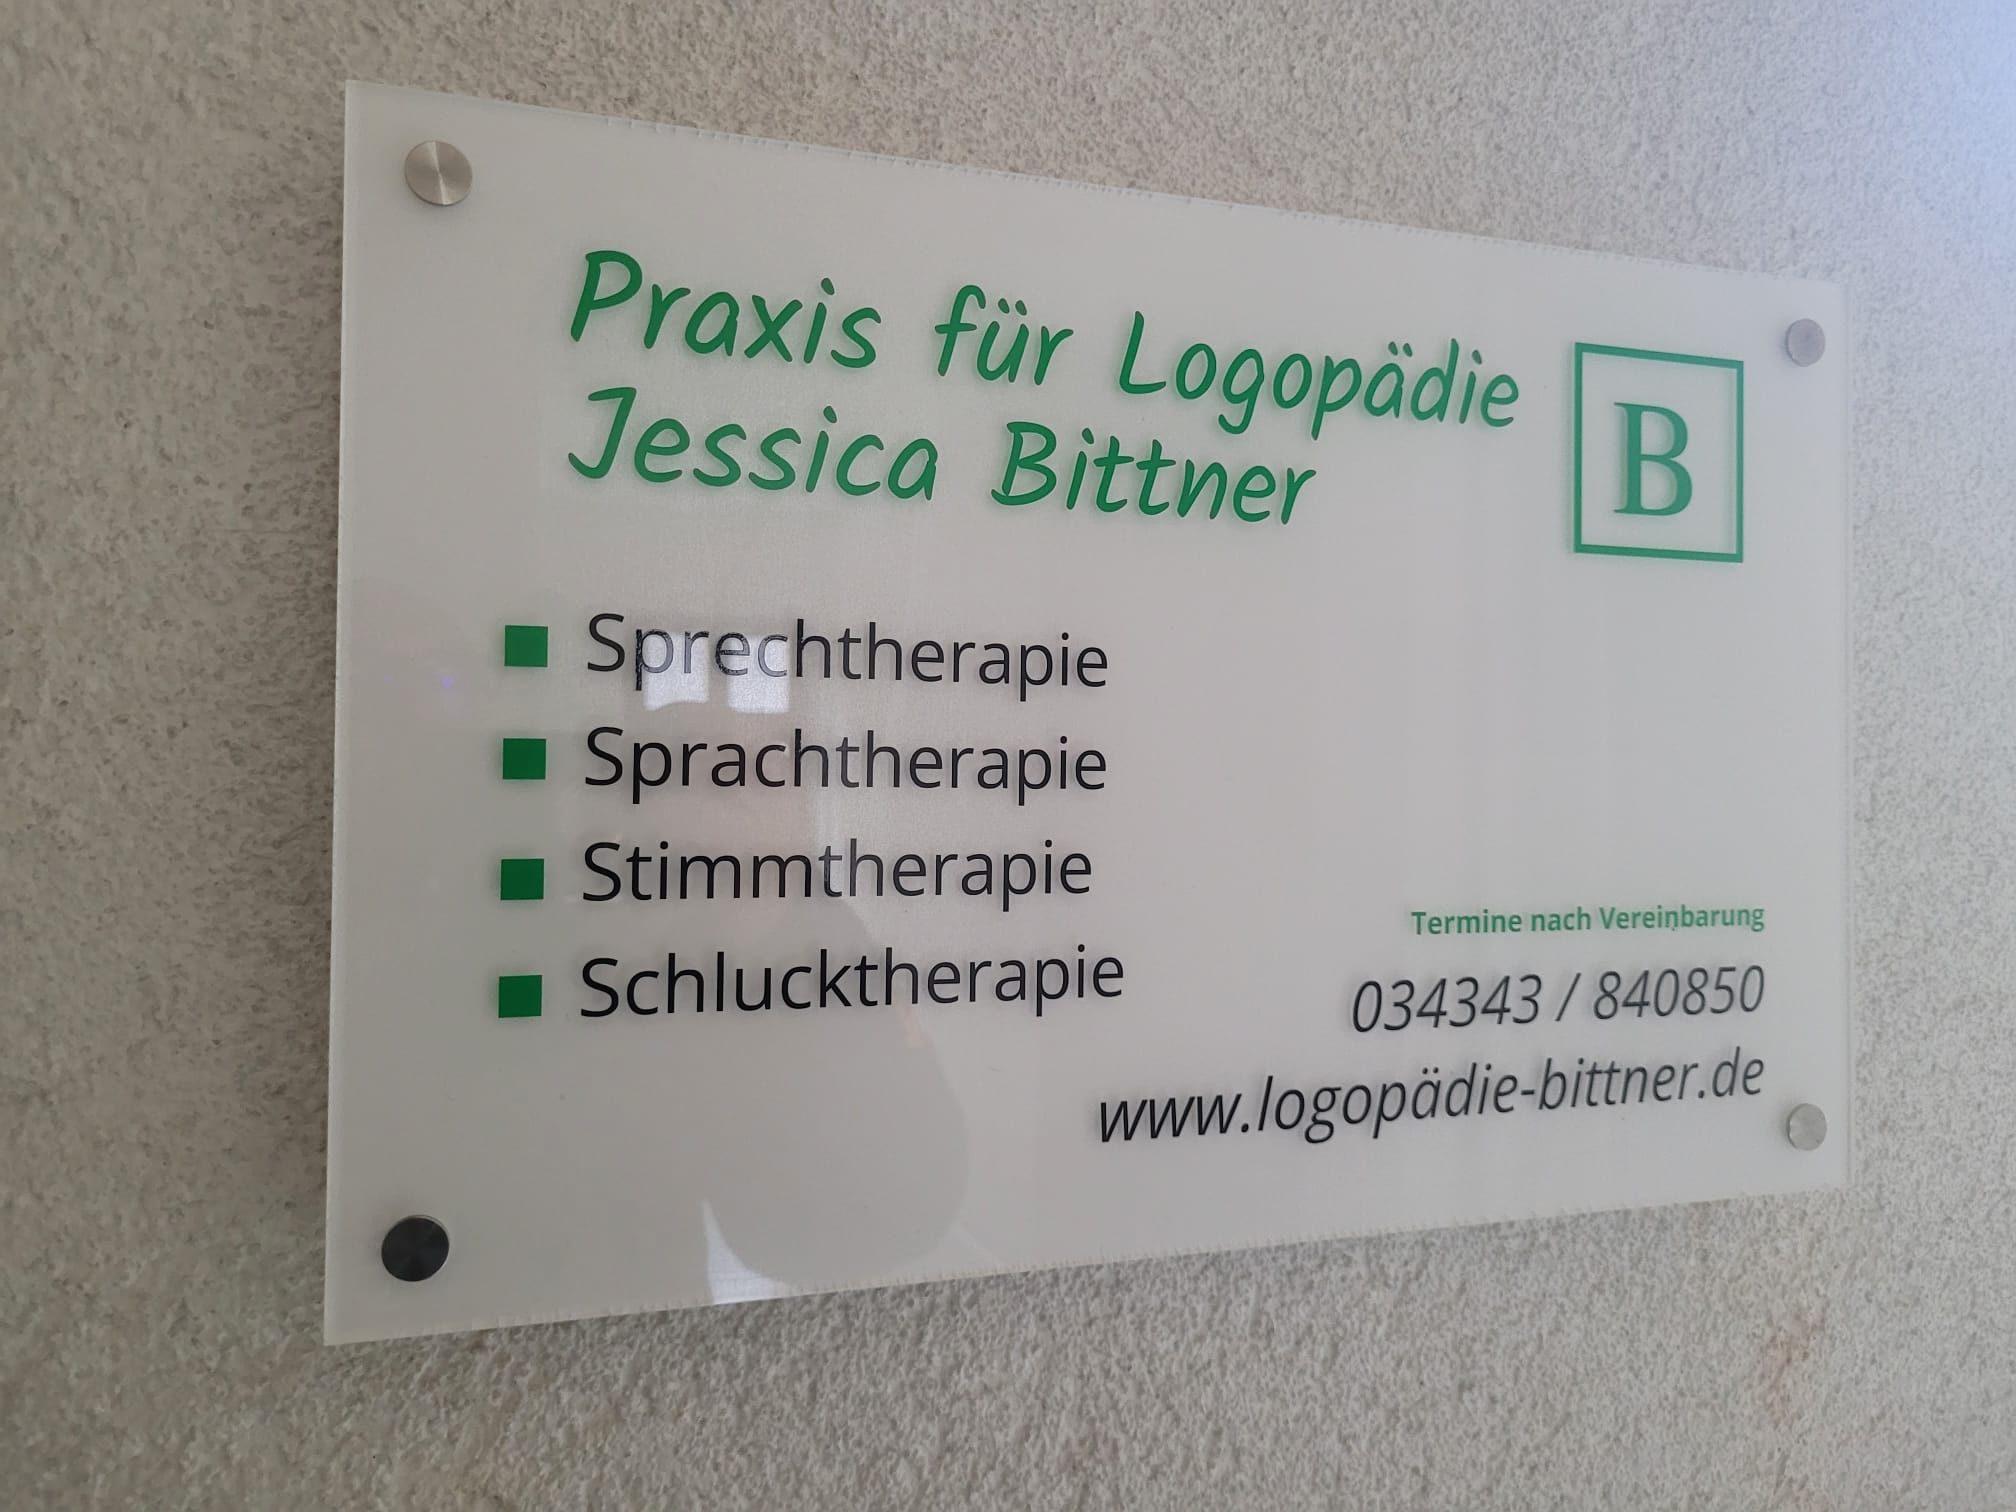 Praxis für Logopädie
Jessica Bittner
B
Sprechtherapie
Sprachtherapie
Stimmtherapie
Schlucktherapie
Termine nach Vereinbarung
034343 / 840850
www.logopädie-bittner.de